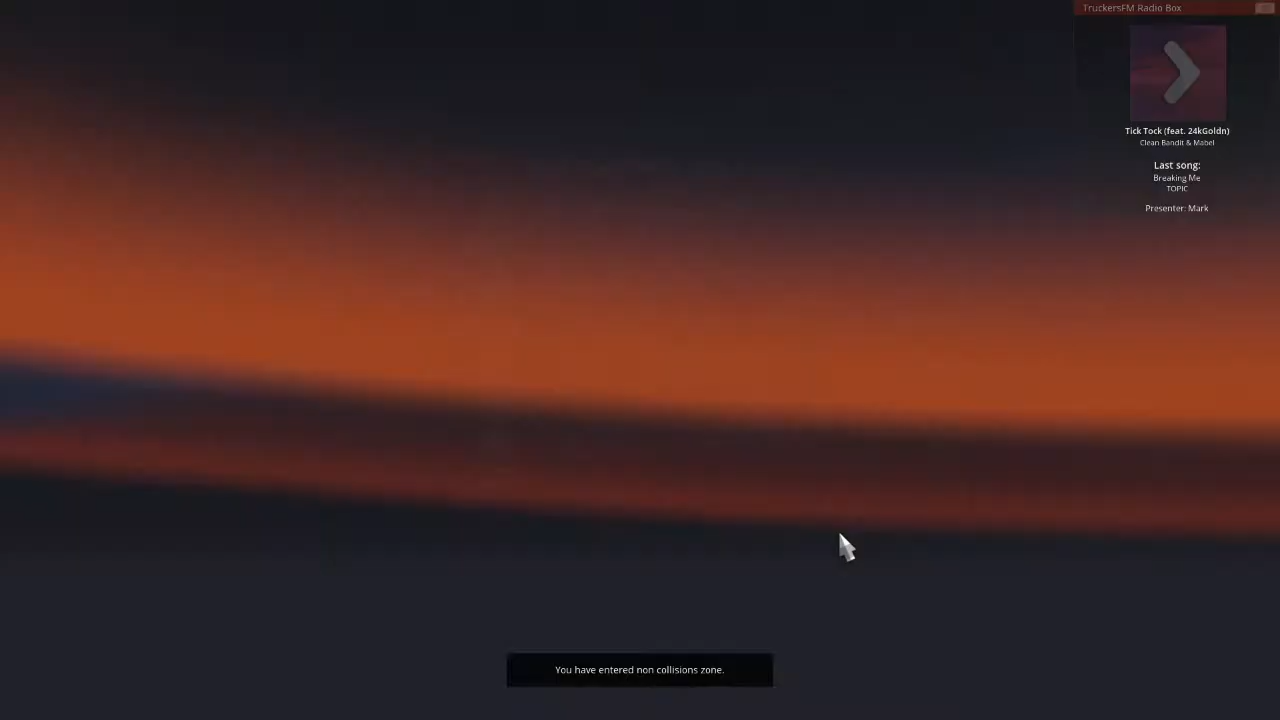 TruckersFM Radio Box
Tick Tock (feat. 24kGoldn)
Clean Bandit & Mabel
Last song:
Breaking Me
TOPIC
Presenter: Mark
You have entered non collisions zone.